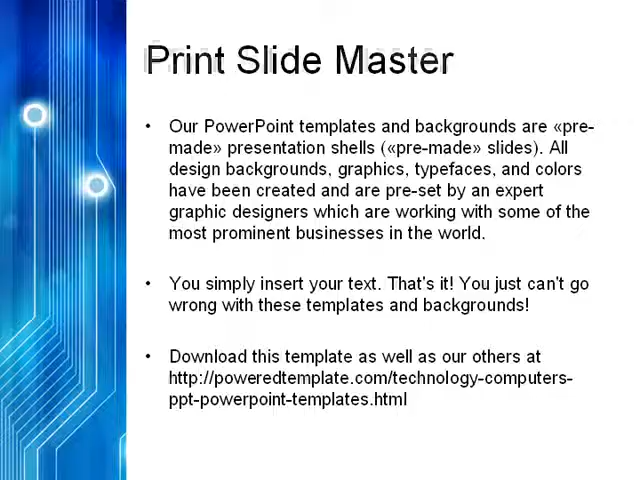 Print Slide Master
• Our PowerPoint templates and backgrounds are «pre-
made» presentation shells («pre-made» slides). All
design backgrounds, graphics, typefaces, and colors
have been created and are pre-set by an expert
graphic designers which are working with some of the
most prominent businesses in the world.
• You simply insert your text. That's it! You just can't go
wrong with these templates and backgrounds!
• Download this template as well as our others at
http://poweredtemplate.com/technology-computers-
ppt-powerpoint-templates.html